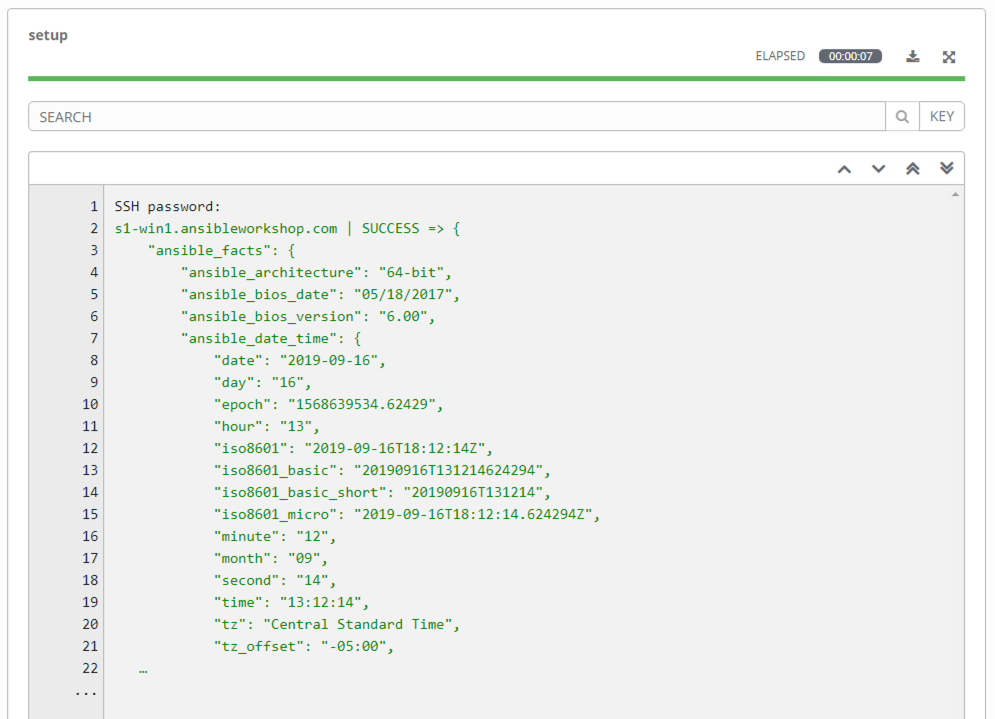 setup
ELAPSED 00:00:07
SEARCH KEY
1 SSH password:
2 s1-win1.ansibleworkshop.com | SUCCESS => {
3     "ansible_facts": {
4         "ansible_architecture": "64-bit",
5         "ansible_bios_date": "05/18/2017",
6         "ansible_bios_version": "6.00",
7         "ansible_date_time": {
8             "date": "2019-09-16",
9             "day": "16",
10             "epoch": "1568639534.62429",
11             "hour": "13",
12             "iso8601": "2019-09-16T18:12:14Z",
13             "iso8601_basic": "20190916T131214624294",
14             "iso8601_basic_short": "20190916T131214",
15             "iso8601_micro": "2019-09-16T18:12:14.624294Z",
16             "minute": "12",
17             "month": "09",
18             "second": "14",
19             "time": "13:12:14",
20             "tz": "Central Standard Time",
21             "tz_offset": "-05:00",
22    …
...